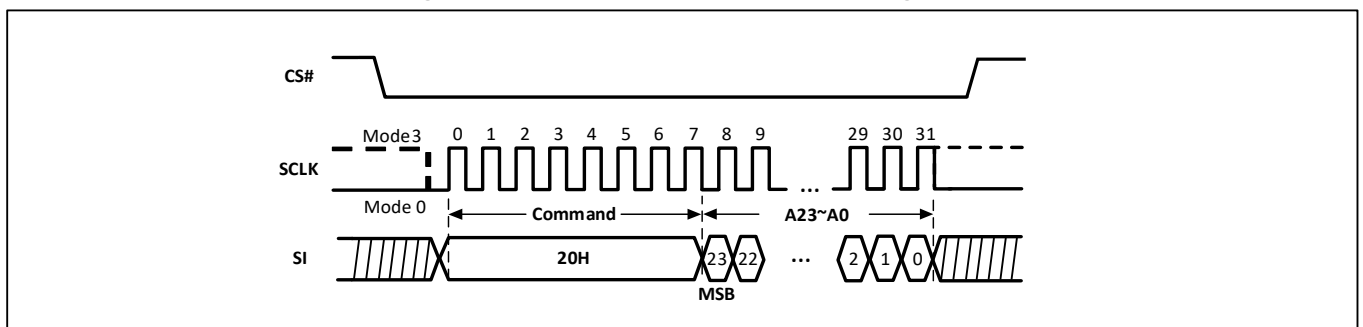 CS#
Mode3 0 1 2 3 4 5 6 7 8 9 29 30 31
SCLK
...
Mode 0 Command A23~A0
SI 20H 23 22 ... 2 1 0
MSB